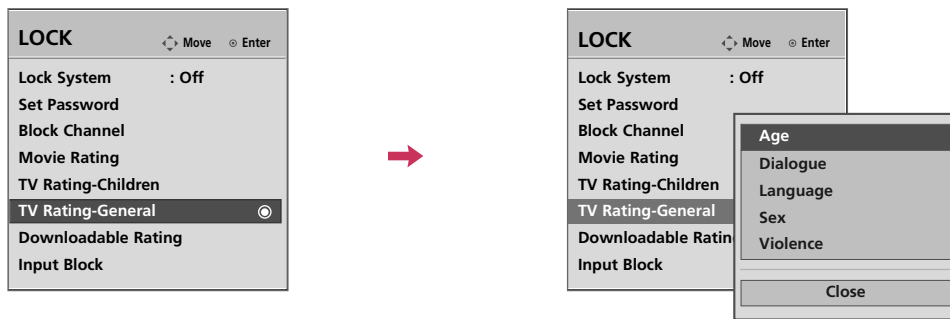 LOCK Move Enter
Lock System : Off
Set Password
Block Channel
Movie Rating
TV Rating-Children
TV Rating-General
Downloadable Rating
Input Block
LOCK Move Enter
Lock System : Off
Set Password
Block Channel
Movie Rating
TV Rating-Children
TV Rating-General
Downloadable Ratin
Input Block
Age
Dialogue
Language
Sex
Violence
Close